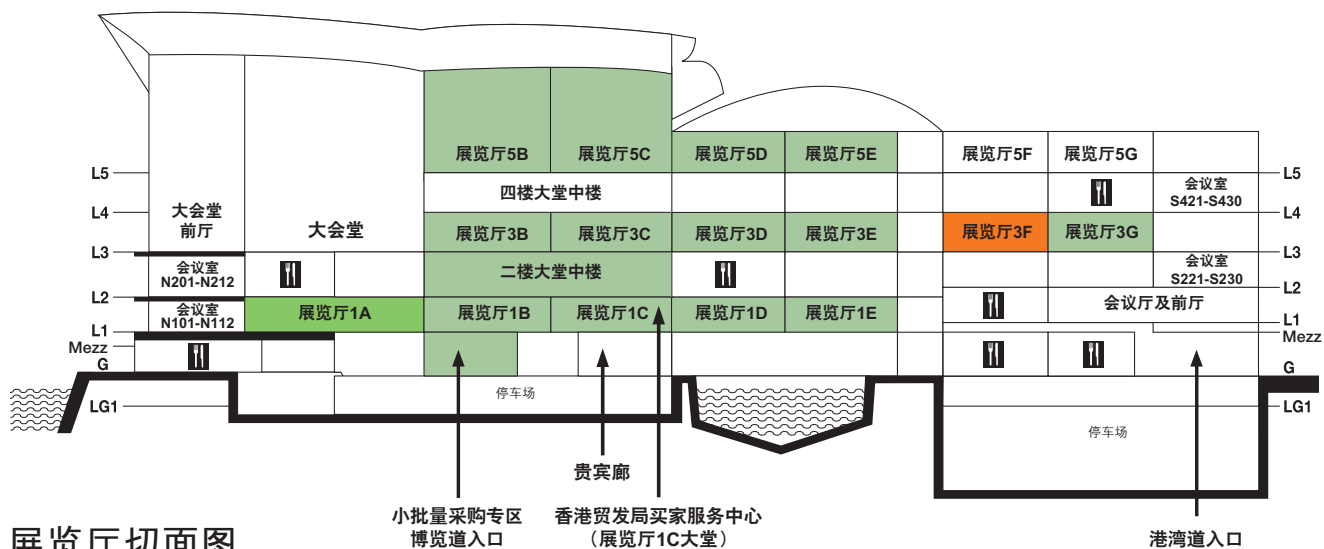 展览厅5B
展览厅5C
展览厅5D
展览厅5E
展览厅5F
展览厅5G
L5
L5
四楼大堂中楼
会议室
S421-S430
L4
L4
大会堂
前厅
大会堂
展览厅3B
展览厅3C
展览厅3D
展览厅3E
展览厅3F
展览厅3G
L3
L3
会议室
N201-N212
二楼大堂中楼
会议室
S221-S230
L2
L2
会议室
N101-N112
展览厅1A
展览厅1B
展览厅1C
展览厅1D
展览厅1E
会议厅及前厅
L1
L1
Mezz
Mezz
G
G
停车场
LG1
LG1
停车场
贵宾廊
小批量采购专区
博览道入口
香港贸发局买家服务中心
（展览厅1C大堂）
港湾道入口
展览厅切面图